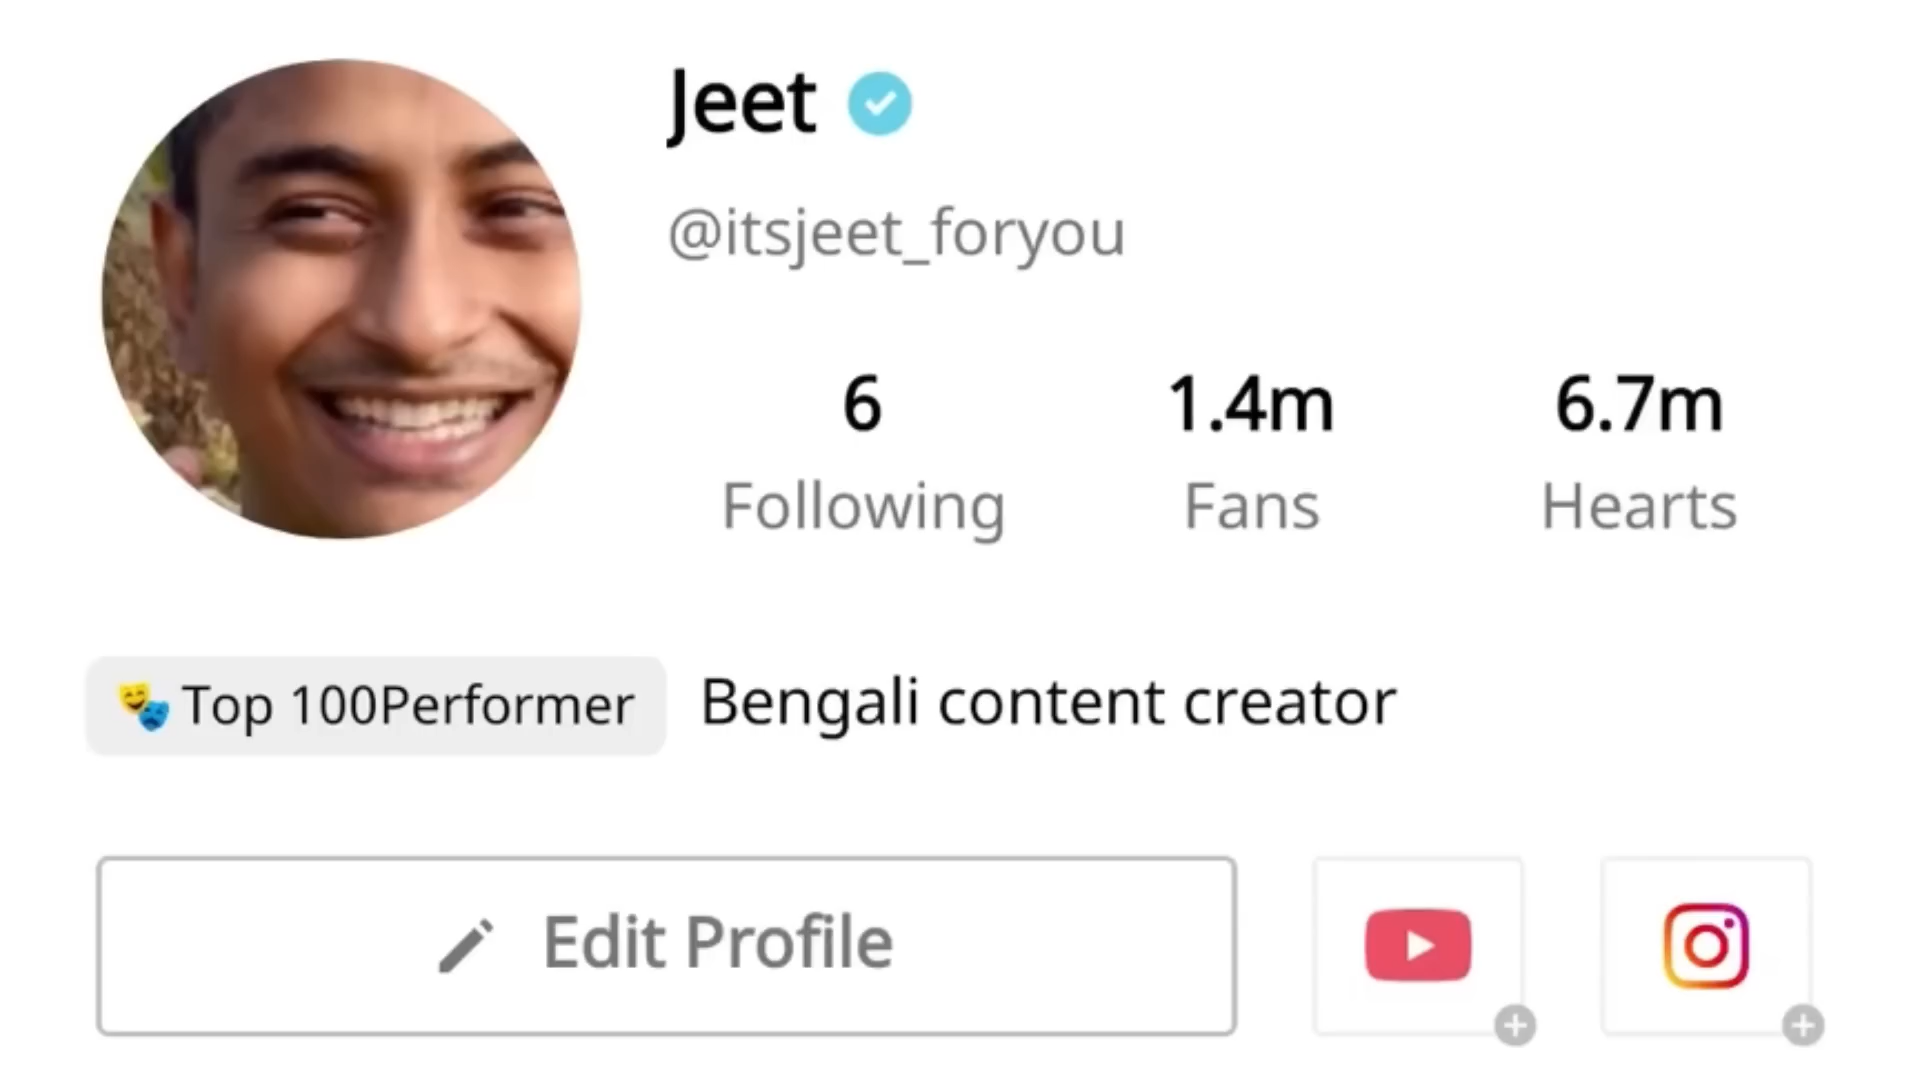 Jeet
@itsjeet_foryou
6 1.4m 6.7m
Following Fans Hearts
Top 100Performer Bengali content creator
Edit Profile